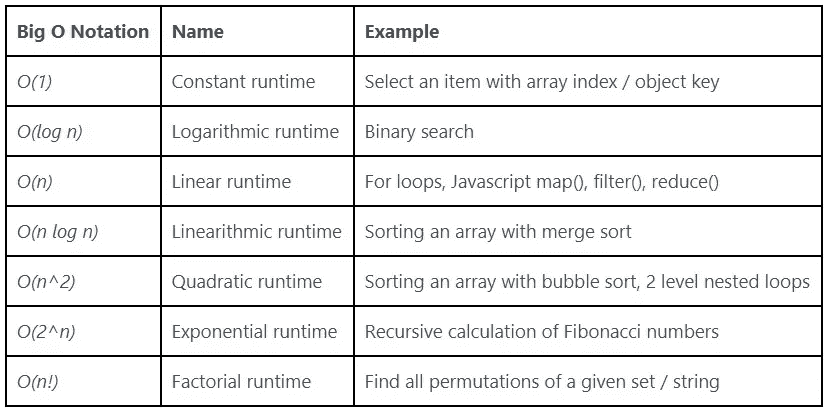 Big O Notation Name Example
O(1) Constant runtime Select an item with array index / object key
O(log n) Logarithmic runtime Binary search
O(n) Linear runtime For loops, Javascript map(), filter(), reduce()
O(n log n) Linearithmic runtime Sorting an array with merge sort
O(n^2) Quadratic runtime Sorting an array with bubble sort, 2 level nested loops
O(2^n) Exponential runtime Recursive calculation of Fibonacci numbers
O(n!) Factorial runtime Find all permutations of a given set / string